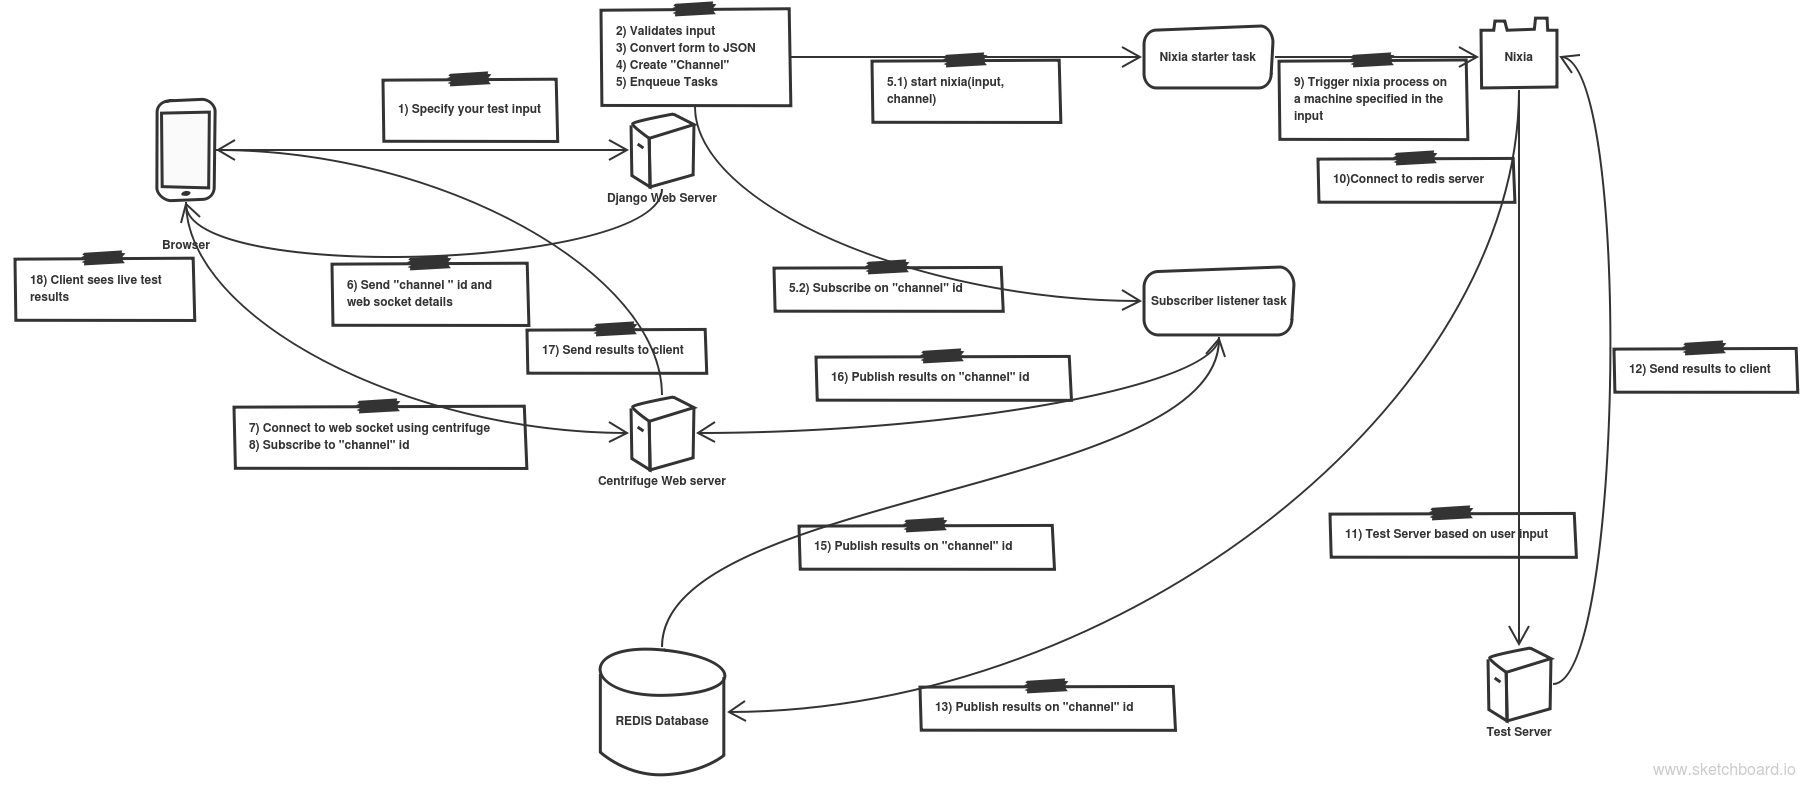 2) Validates input
3) Convert form to JSON
4) Create "Channel"
5) Enqueue Tasks
Nixia starter task
Nixia
5.1) start nixia(input,
channel)
9) Trigger nixia process on
a machine specified in the
input
1) Specify your test input
10)Connect to redis server
Django Web Server
Browser
18) Client sees live test
results
6) Send "channel " id and
web socket details
5.2) Subscribe on "channel" id
Subscriber listener task
17) Send results to client
16) Publish results on "channel" id
12) Send results to client
7) Connect to web socket using centrifuge
8) Subscribe to "channel" id
Centrifuge Web server
15) Publish results on "channel" id
11) Test Server based on user input
REDIS Database
13) Publish results on "channel" id
Test Server
www.sketchboard.io